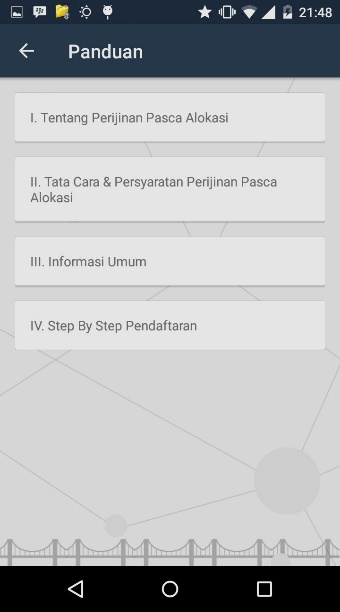 21:48
Panduan
I. Tentang Perijinan Pasca Alokasi
II. Tata Cara & Persyaratan Perijinan Pasca
Alokasi
III. Informasi Umum
IV. Step By Step Pendaftaran